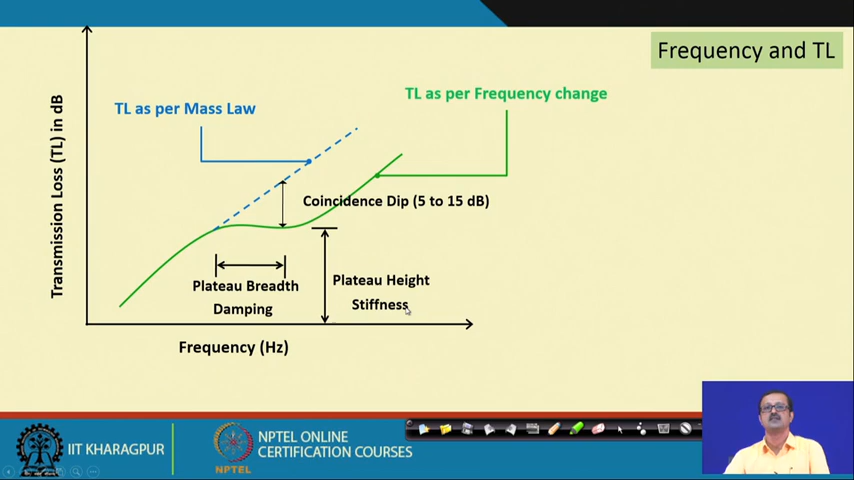 Frequency and TL
TL as per Frequency change
TL as per Mass Law
Transmission Loss (TL) in dB
Coincidence Dip (5 to 15 dB)
Plateau Breadth
Damping
Plateau Height
Stiffness
Frequency (Hz)
IIT KHARAGPUR
NPTEL
NPTEL ONLINE
CERTIFICATION COURSES